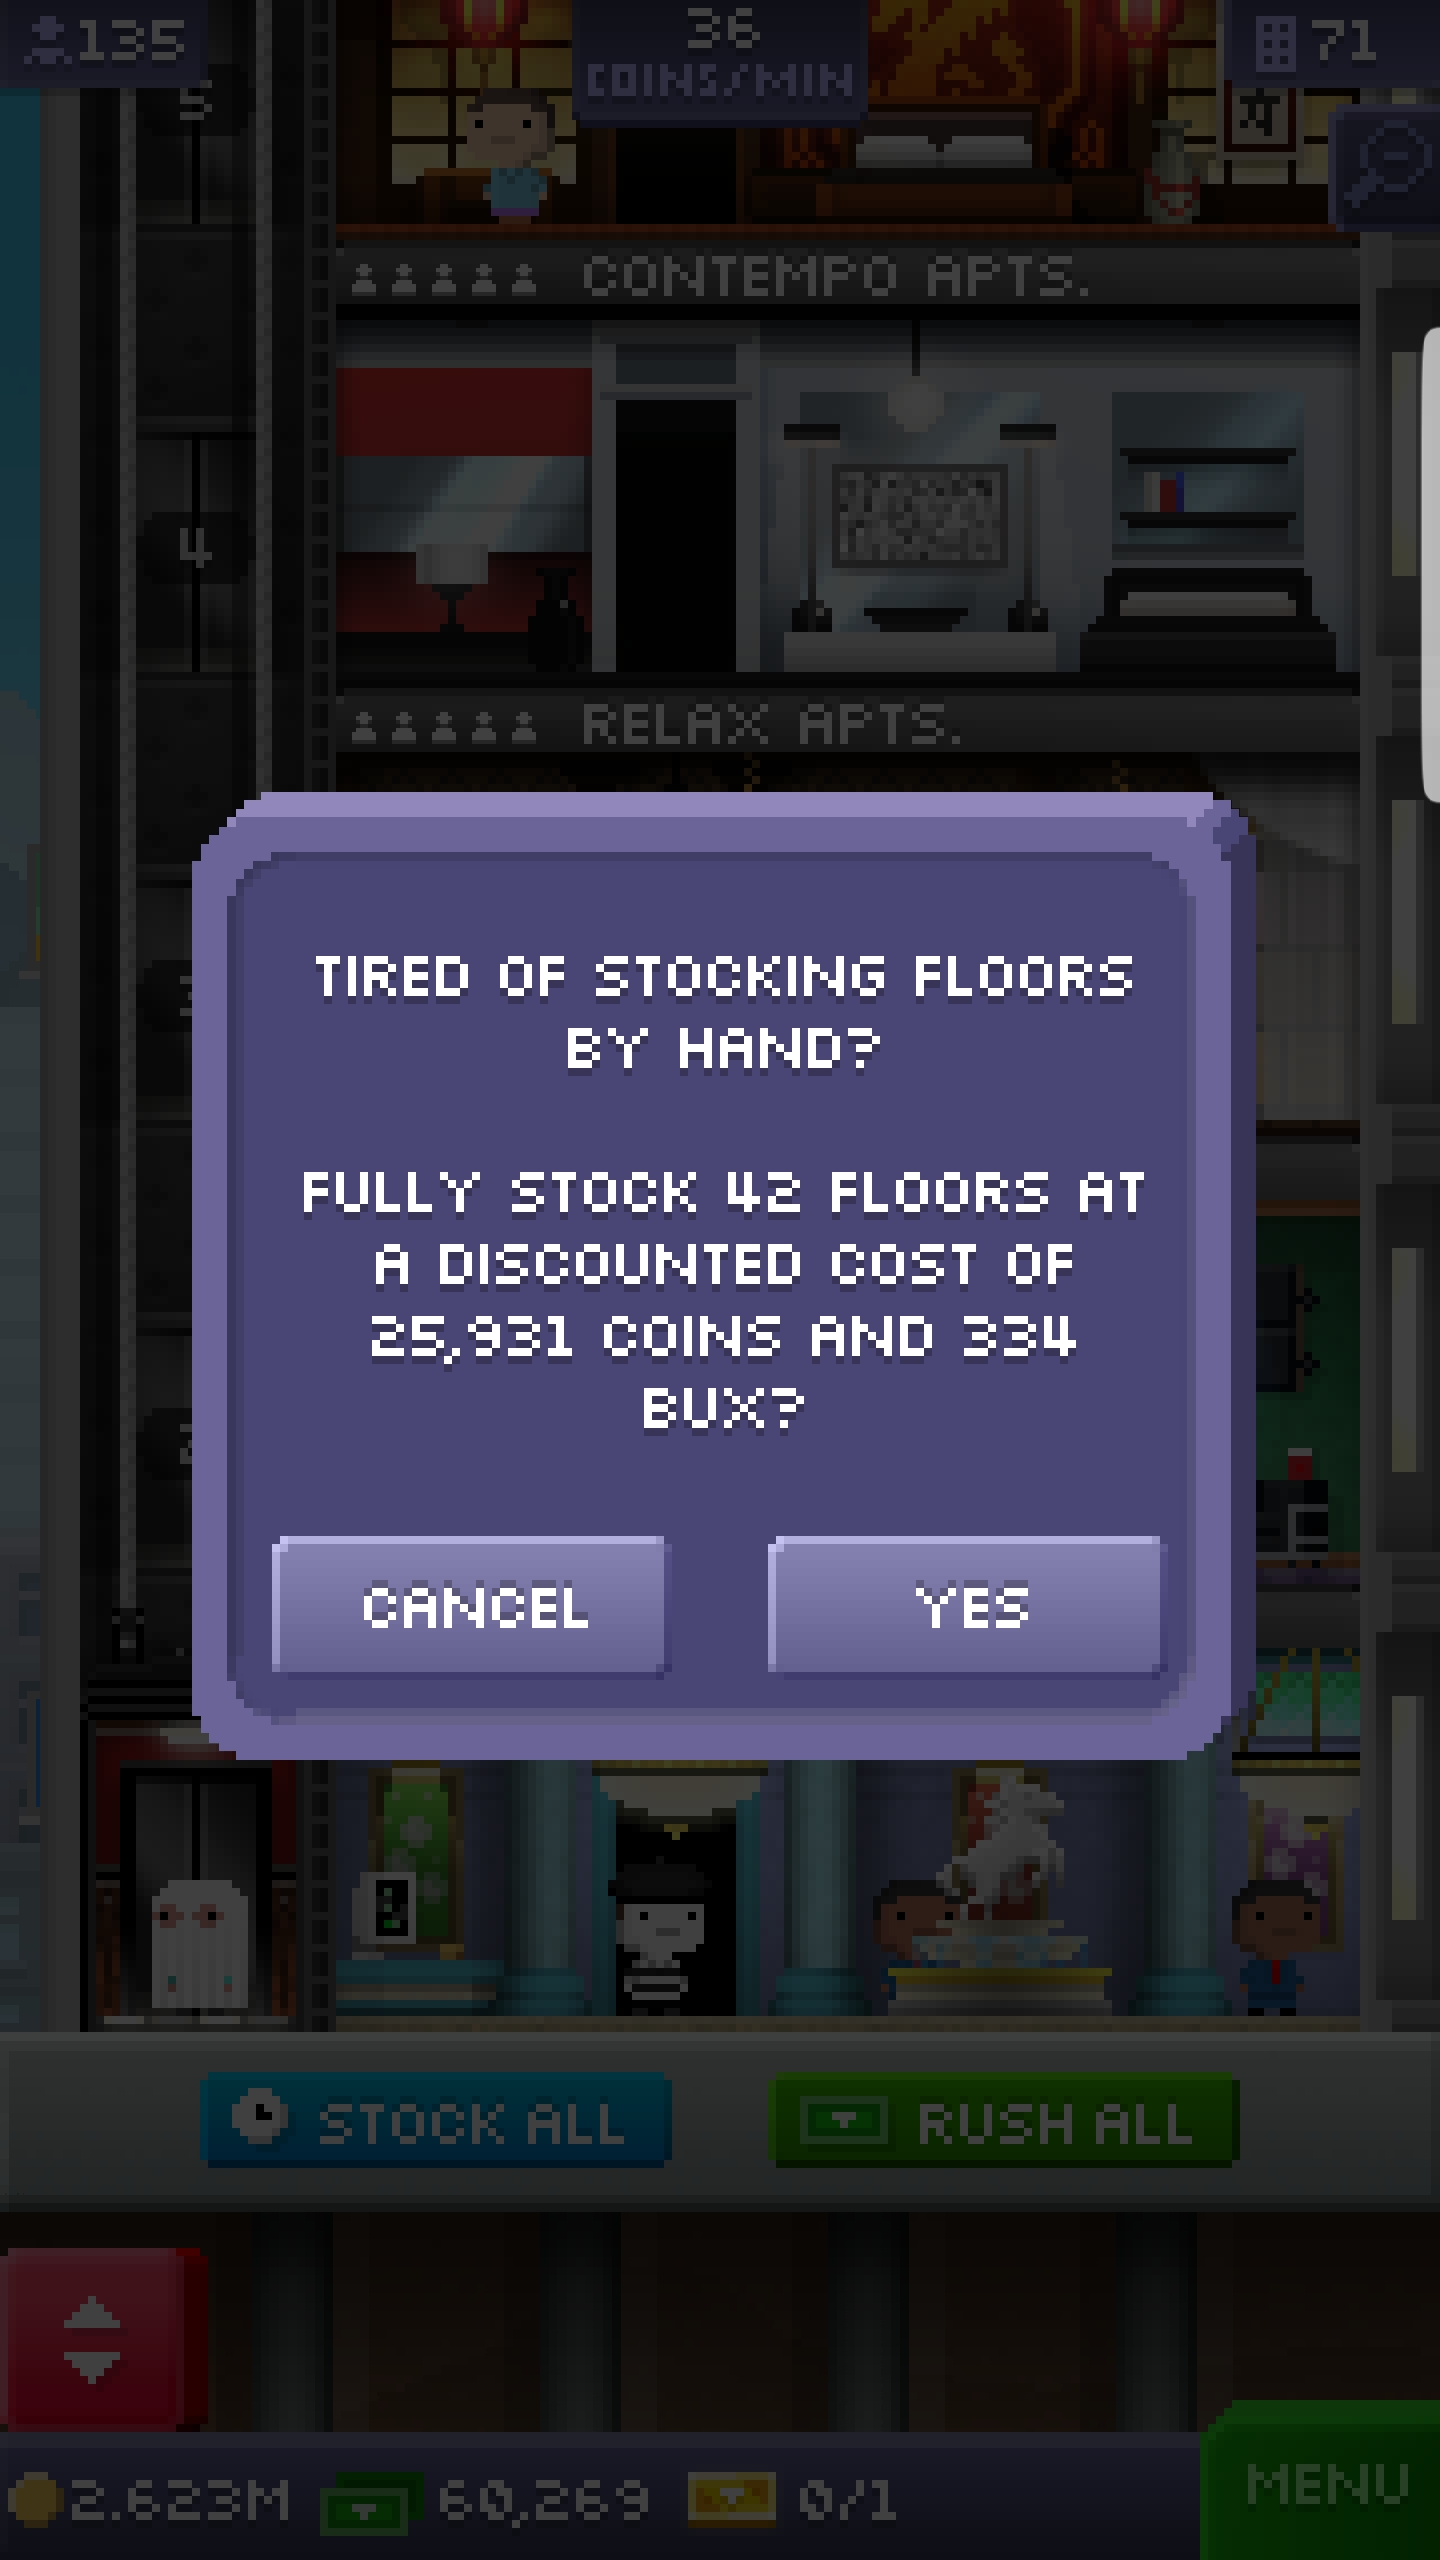 135
36
COINS/MIN
71
5
CONTEMPO APTS.
4
RELAX APTS.
TIRED OF STOCKING FLOORS
BY HAND?
FULLY STOCK 42 FLOORS AT
A DISCOUNTED COST OF
25,931 COINS AND 334
BUX?
CANCEL
YES
STOCK ALL
RUSH ALL
2.623M
60,269
0/1
MENU